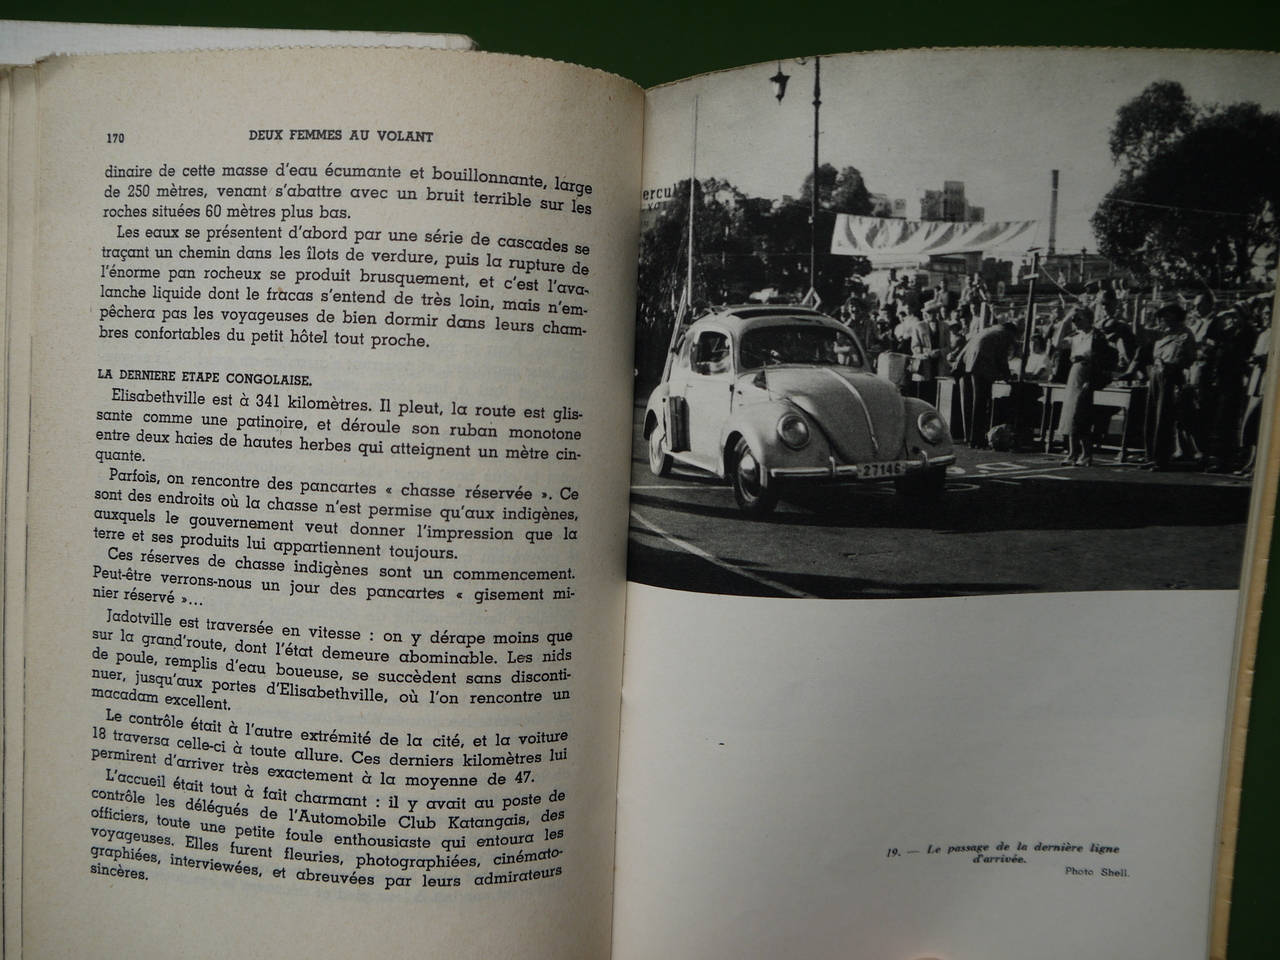 170
DEUX FEMMES AU VOLANT
dinaire de cette masse d'eau écumante et bouillonnante, large
de 250 mètres, venant s'abattre avec un bruit terrible sur les
roches situées 60 mètres plus bas.
Les eaux se présentent d'abord par une série de cascades se
traçant un chemin dans les îlots de verdure, puis la rupture de
l'énorme pan rocheux se produit brusquement, et c'est l'ava-
lanche liquide dont le fracas s'entend de très loin, mais n'em-
pêchera pas les voyageuses de bien dormir dans leurs cham-
bres confortables du petit hôtel tout proche.
LA DERNIERE ETAPE CONGOLAISE.
Elisabethville est à 341 kilomètres. Il pleut, la route est glis-
sante comme une patinoire, et déroule son ruban monotone
entre deux haies de hautes herbes qui atteignent un mètre cin-
quante.
Parfois, on rencontre des pancartes « chasse réservée ». Ce
sont des endroits où la chasse n'est permise qu'aux indigènes,
auxquels le gouvernement veut donner l'impression que la
terre et ses produits lui appartiennent toujours.
Ces réserves de chasse indigènes sont un commencement.
Peut-être verrons-nous un jour des pancartes « gisement mi-
nier réservé »...
Jadotville est traversée en vitesse : on y dérape moins que
sur la grand'route, dont l'état demeure abominable. Les nids
de poule, remplis d'eau boueuse, se succèdent sans disconti-
nuer, jusqu'aux portes d'Elisabethville, où l'on rencontre un
macadam excellent.
Le contrôle était à l'autre extrémité de la cité, et la voiture
18 traversa celle-ci à toute allure. Ces derniers kilomètres lui
permirent d'arriver très exactement à la moyenne de 47.
L'accueil était tout à fait charmant : il y avait au poste de
contrôle les délégués de l'Automobile Club Katangais, des
officiers, toute une petite foule enthousiaste qui entoura les
voyageuses. Elles furent fleuries, photographiées, cinémato-
graphiées, interviewées, et abreuvées par leurs admirateurs
sincères.
ercul
27146
19. — Le passage de la dernière ligne
d'arrivée.
Photo Shell.